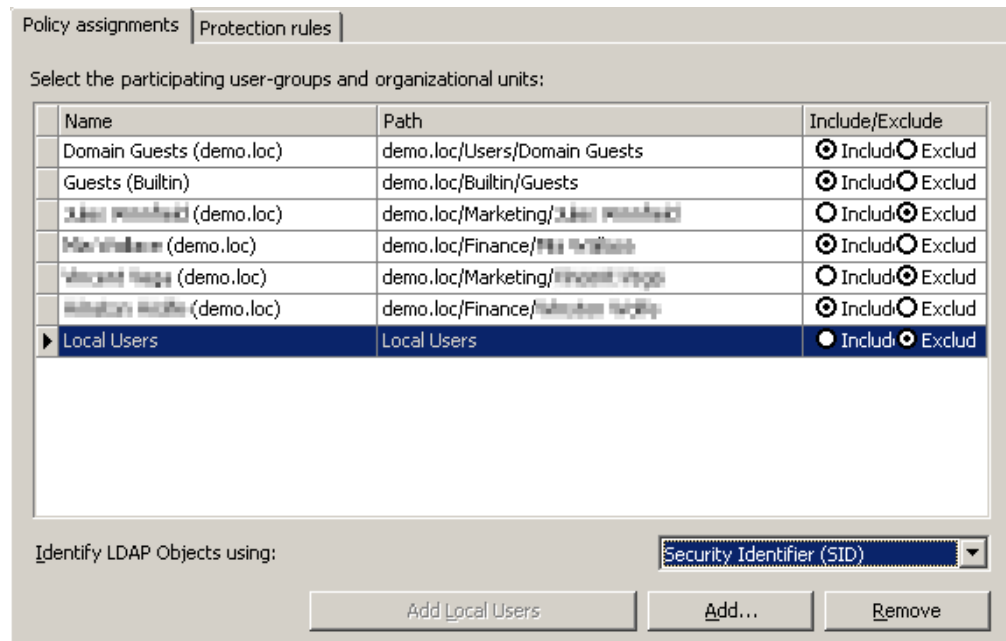 Policy assignments Protection rules
Select the participating user-groups and organizational units:
Name Path Include/Exclude
Domain Guests (demo.loc) demo.loc/Users/Domain Guests Includ Exclud
Guests (Builtin) demo.loc/Builtin/Guests Includ Exclud
(demo.loc) demo.loc/Marketing/ Includ Exclud
(demo.loc) demo.loc/Finance/ Includ Exclud
(demo.loc) demo.loc/Marketing/ Includ Exclud
(demo.loc) demo.loc/Finance/ Includ Exclud
Local Users Local Users Includ Exclud
Identify LDAP Objects using: Security Identifier (SID)
Add Local Users Add... Remove